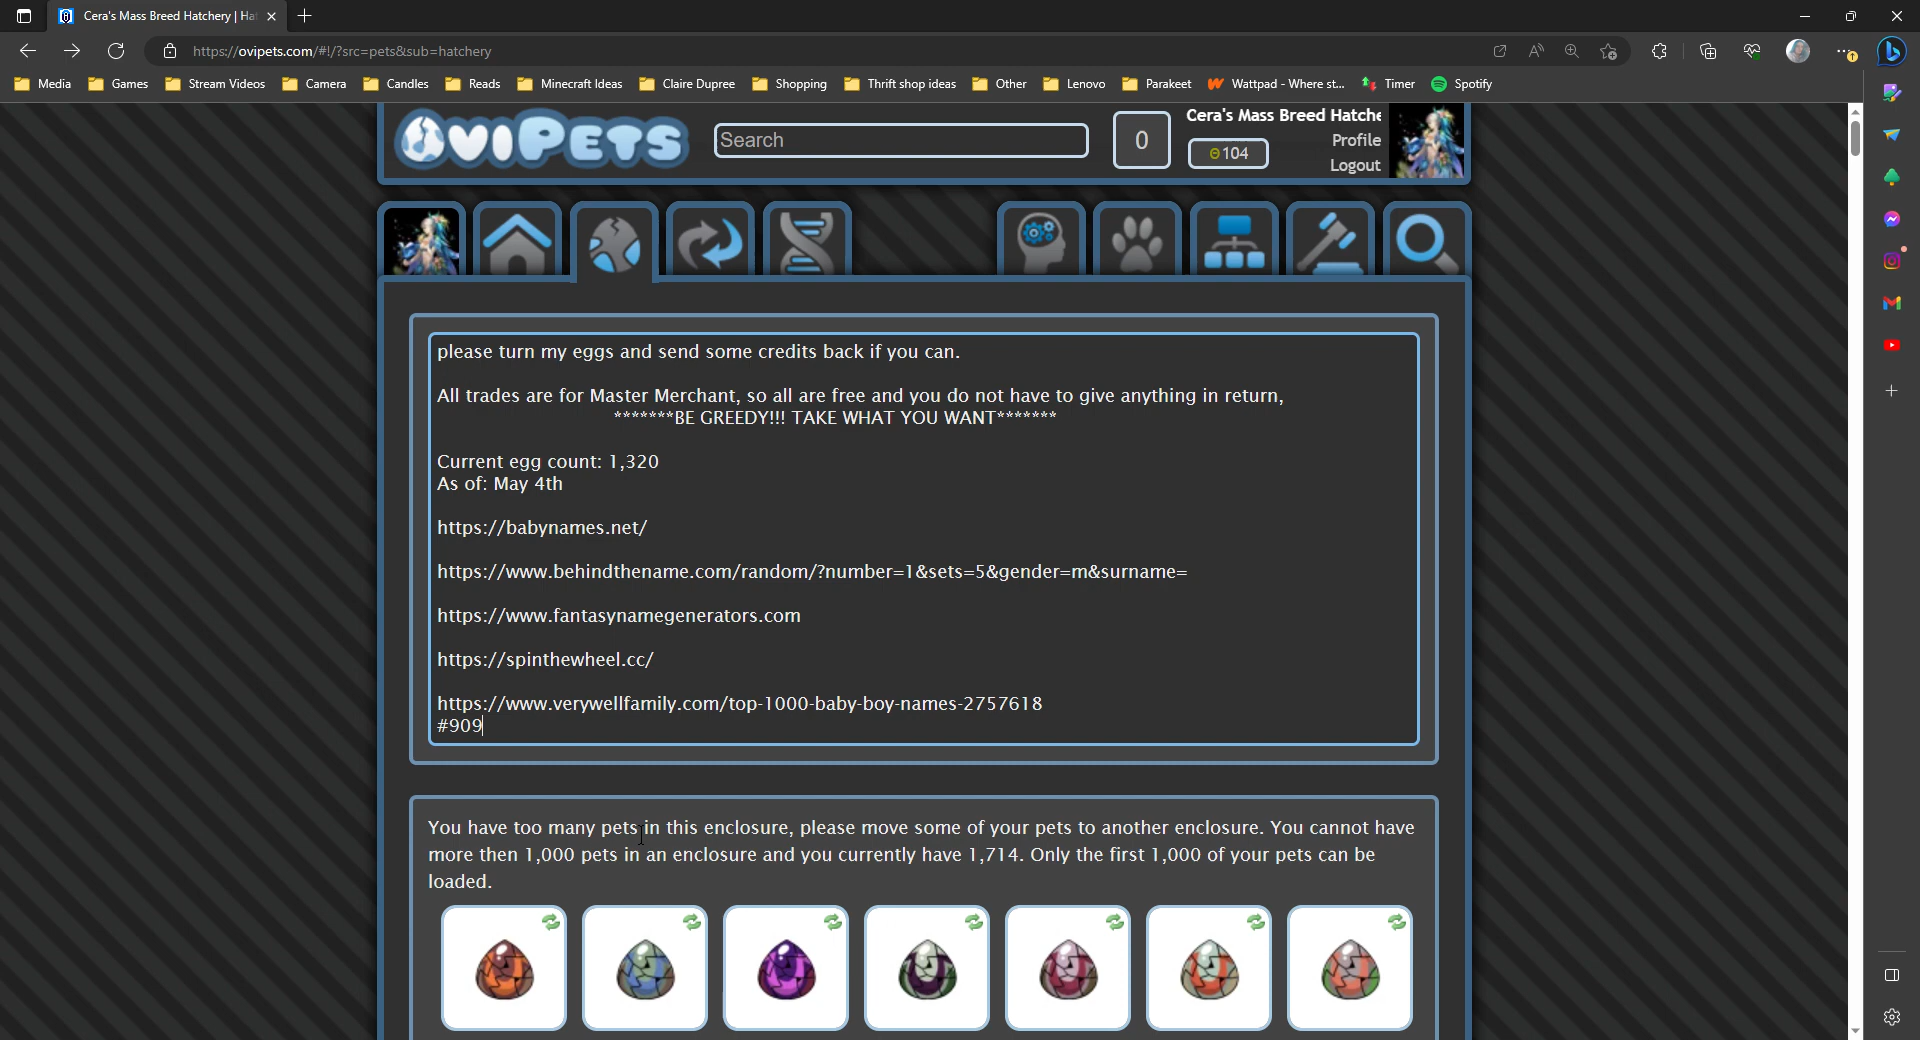 Cera's Mass Breed Hatchery | Ha
https://ovipets.com/#!/?src=pets&sub=hatchery
Media Games Stream Videos Camera Candles Reads Minecraft Ideas Claire Dupree Shopping Thrift shop ideas Other Lenovo Parakeet Wattpad - Where st... Timer Spotify
OVIPETS
Search
0
Cera's Mass Breed Hatche
104
Profile
Logout
please turn my eggs and send some credits back if you can.
All trades are for Master Merchant, so all are free and you do not have to give anything in return,
*******BE GREEDY!!! TAKE WHAT YOU WANT*******
Current egg count: 1,320
As of: May 4th
https://babynames.net/
https://www.behindthename.com/random/?number=1&sets=5&gender=m&surname=
https://www.fantasynamegenerators.com
https://spinthewheel.cc/
https://www.verywellfamily.com/top-1000-baby-boy-names-2757618
#909
You have too many pets in this enclosure, please move some of your pets to another enclosure. You cannot have
more then 1,000 pets in an enclosure and you currently have 1,714. Only the first 1,000 of your pets can be
loaded.